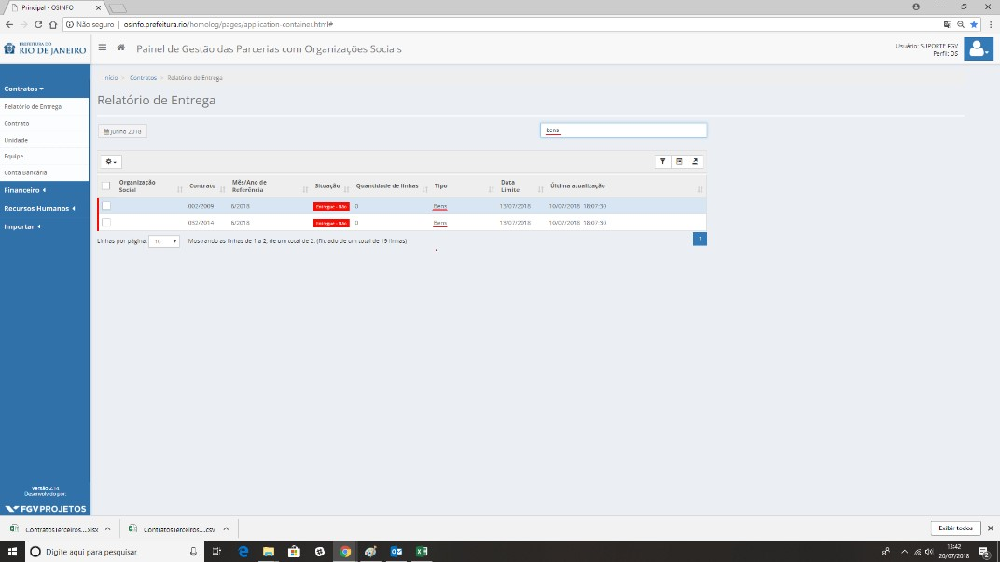 Principal - OSINFO
Não seguro | osinfo.prefeitura.rio/homolog/pages/application-container.html#
PREFEITURA DO
RIO DE JANEIRO
Painel de Gestão das Parcerias com Organizações Sociais
Usuário: SUPORTE FGV
Perfil: OS
Início > Contratos > Relatório de Entrega
Contratos
Relatório de Entrega
Contrato
Unidade
Equipe
Conta Bancária
Financeiro
Recursos Humanos
Importar
Relatório de Entrega
Junho 2018
bens
Organização Social Contrato Mês/Ano de Referência Situação Quantidade de linhas Tipo Data Limite Última atualização
002/2009 6/2018 Entregue - Não 0 Bens 13/07/2018 10/07/2018 18:07:30
032/2014 6/2018 Entregue - Não 0 Bens 13/07/2018 10/07/2018 18:07:30
Linhas por página: 10 Mostrando as linhas de 1 a 2, de um total de 2. (filtrado de um total de 19 linhas) 1
Versão 2.14
Desenvolvido por:
FGV PROJETOS
ContratosTerceiros....xlsx
ContratosTerceiros....csv
Exibir todos
Digite aqui para pesquisar
13:42
20/07/2018
2